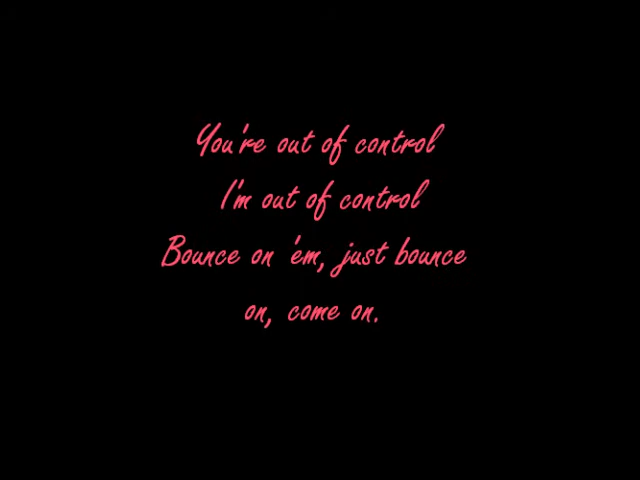 You're out of control
I'm out of control
Bounce on 'em, just bounce
on, come on.